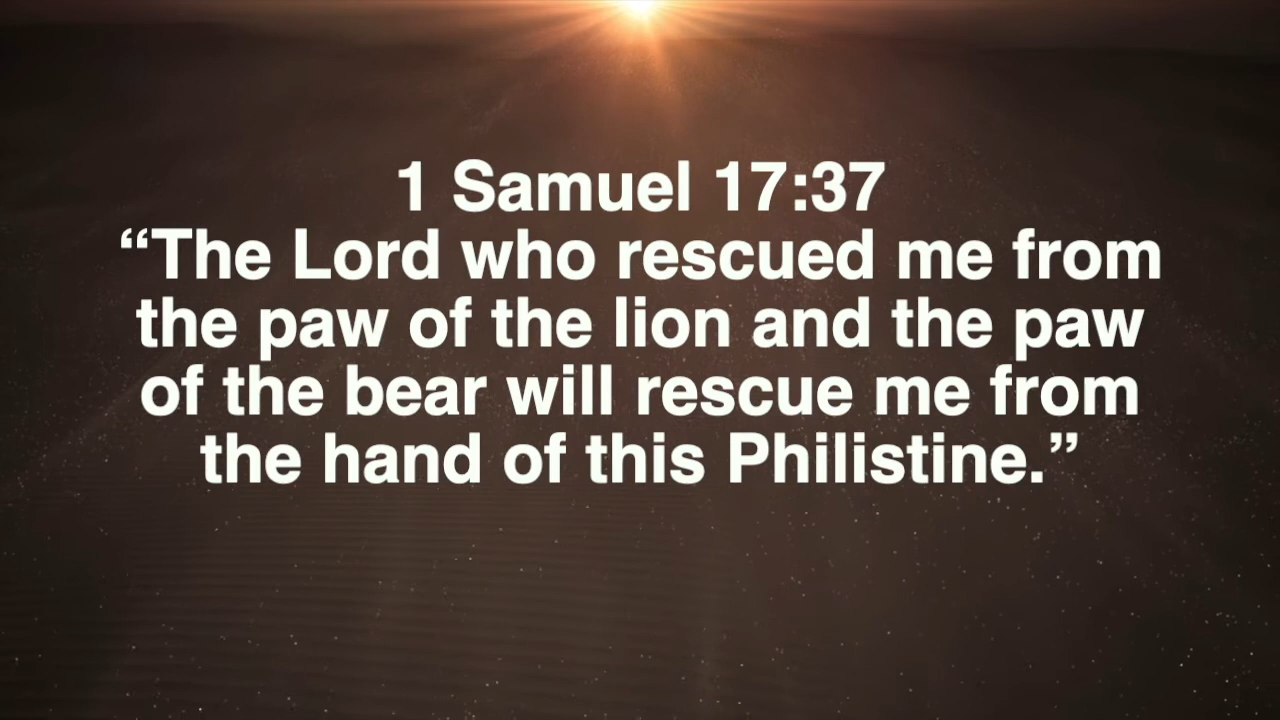 1 Samuel 17:37
“The Lord who rescued me from
the paw of the lion and the paw
of the bear will rescue me from
the hand of this Philistine.”